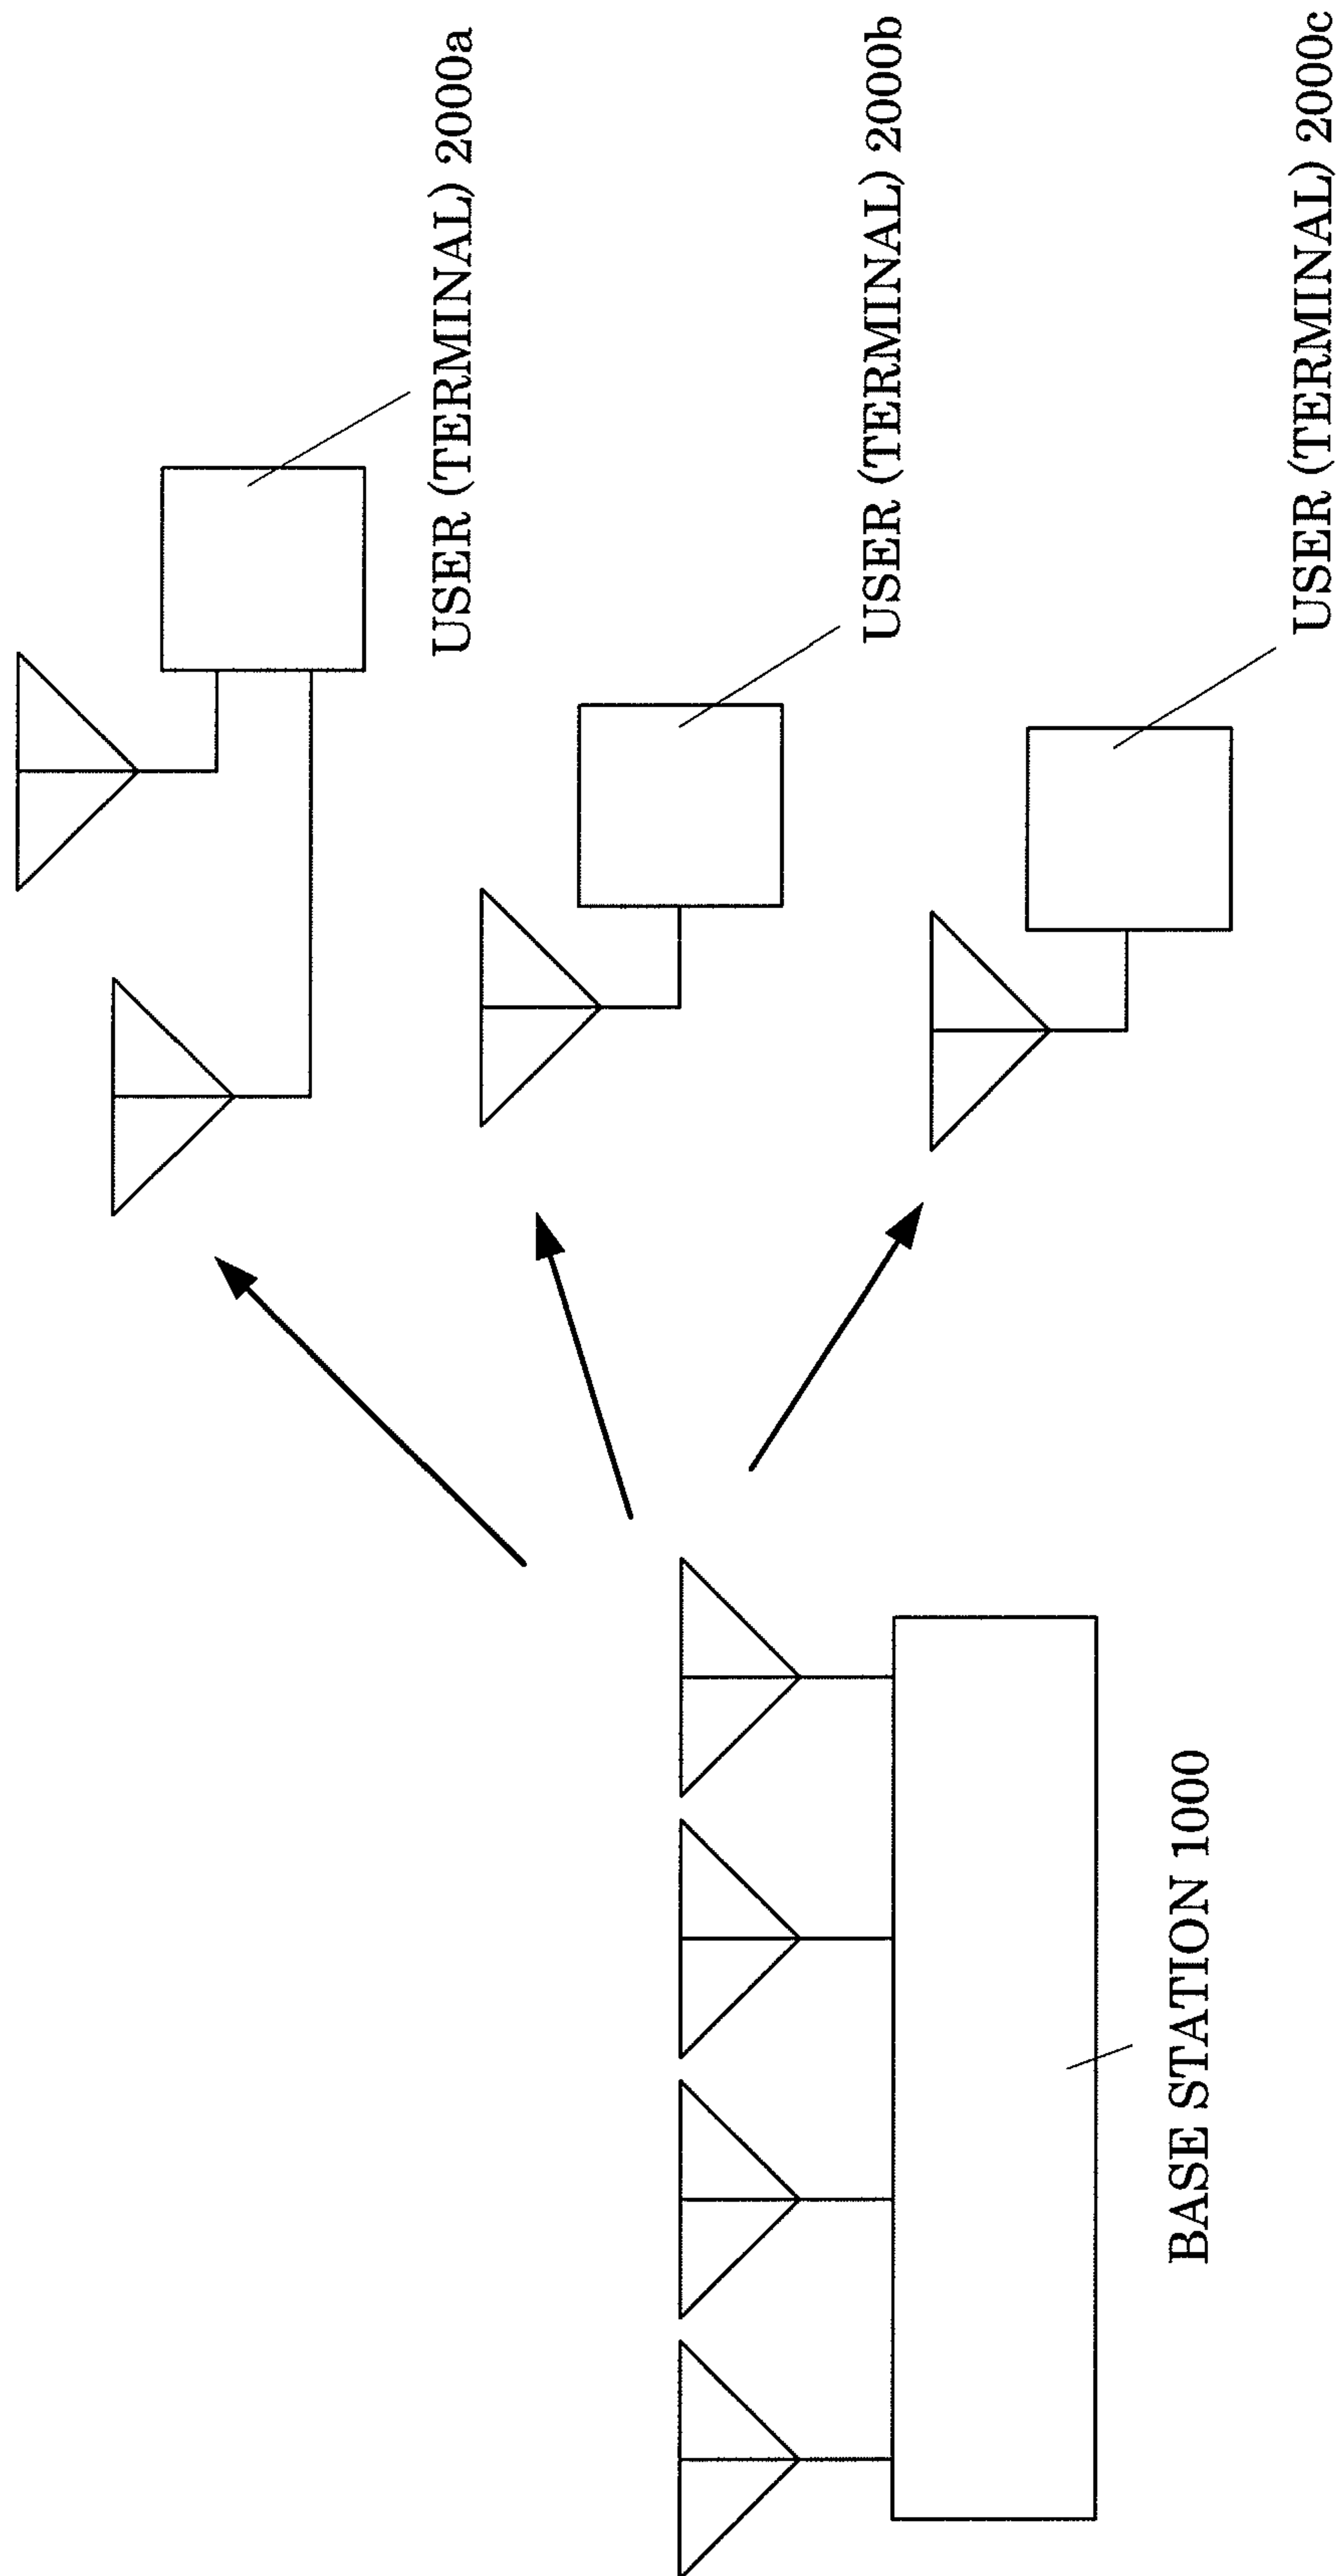 USER (TERMINAL) 2000a
USER (TERMINAL) 2000b
USER (TERMINAL) 2000c
BASE STATION 1000